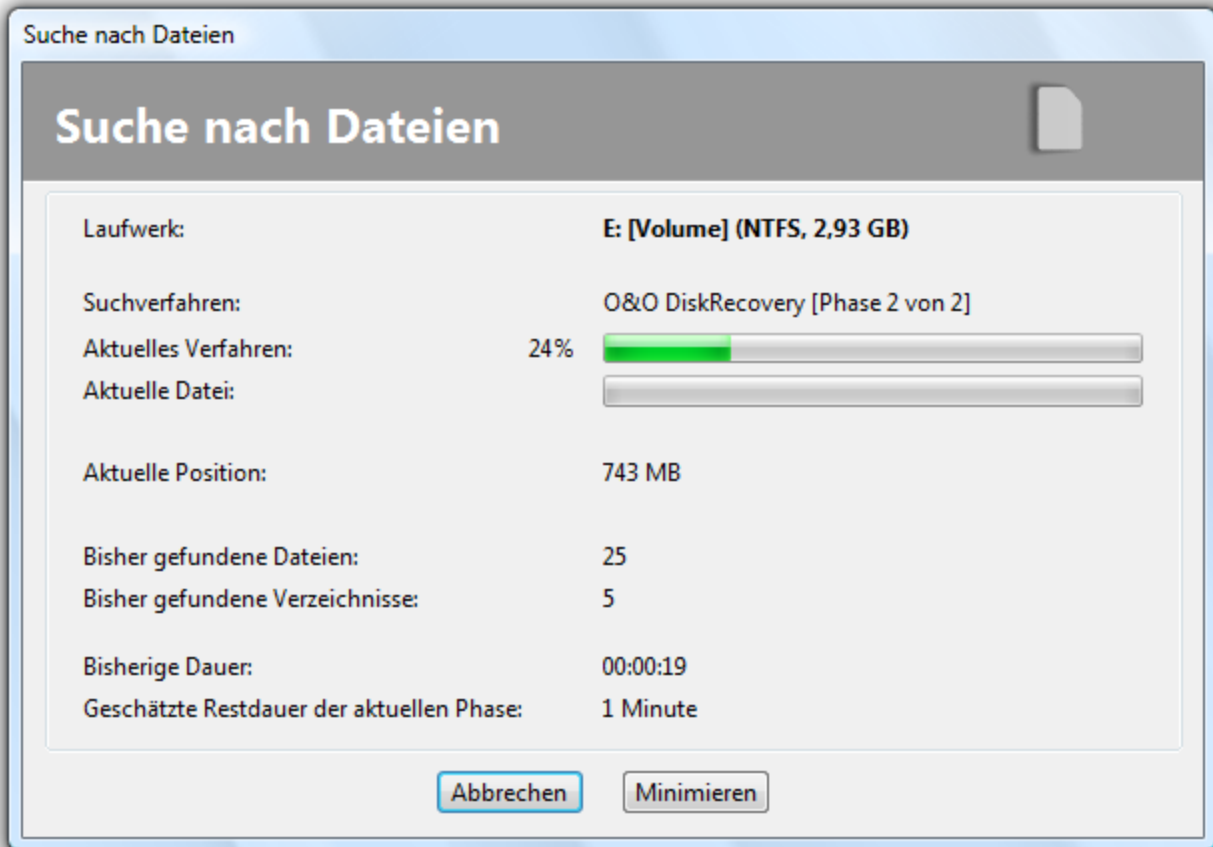 Suche nach Dateien
Suche nach Dateien
Laufwerk: E: [Volume] (NTFS, 2,93 GB)
Suchverfahren: O&O DiskRecovery [Phase 2 von 2]
Aktuelles Verfahren: 24%
Aktuelle Datei:
Aktuelle Position: 743 MB
Bisher gefundene Dateien: 25
Bisher gefundene Verzeichnisse: 5
Bisherige Dauer: 00:00:19
Geschätzte Restdauer der aktuellen Phase: 1 Minute
Abbrechen Minimieren